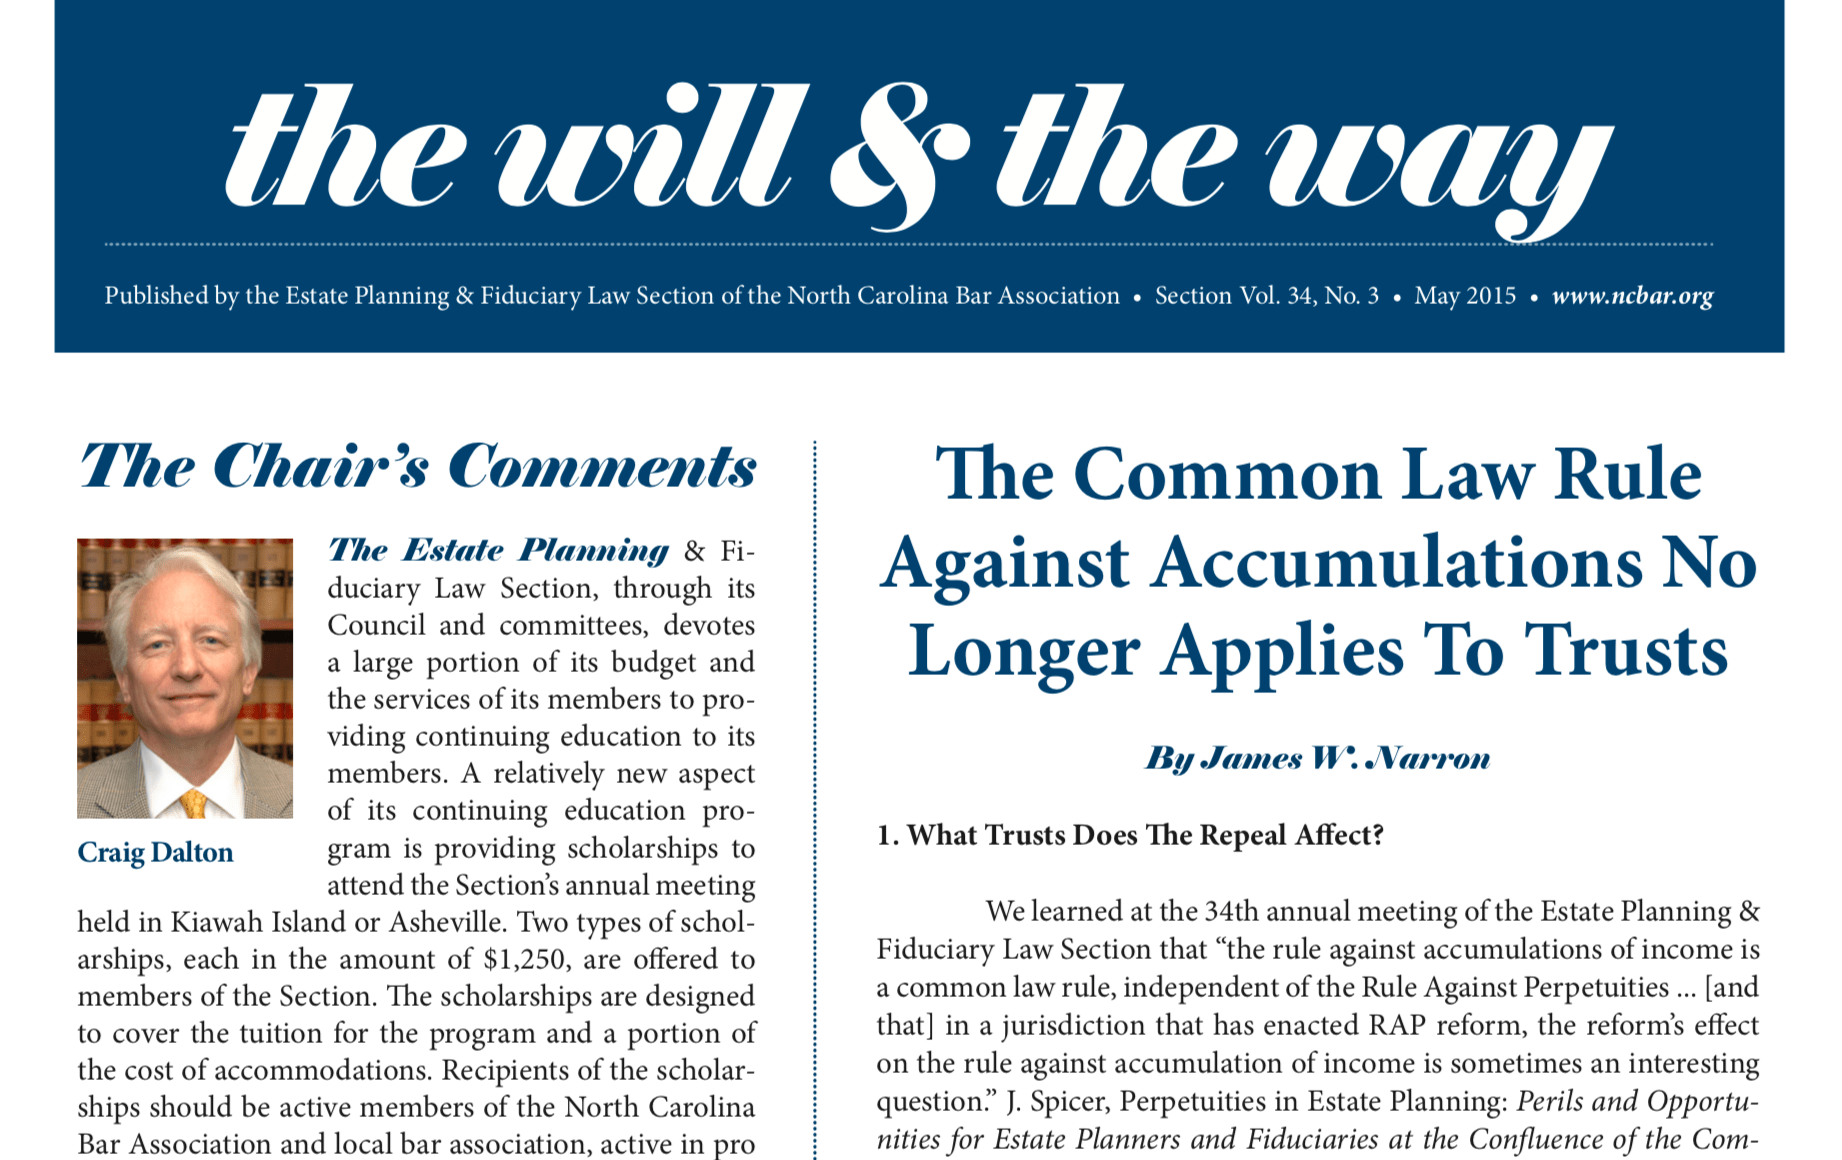 the will & the way
Published by the Estate Planning & Fiduciary Law Section of the North Carolina Bar Association • Section Vol. 34, No. 3 • May 2015 • www.ncbar.org
The Chair’s Comments
The Estate Planning & Fi-
duciary Law Section, through its
Council and committees, devotes
a large portion of its budget and
the services of its members to pro-
viding continuing education to its
members. A relatively new aspect
of its continuing education pro-
gram is providing scholarships to
attend the Section’s annual meeting
held in Kiawah Island or Asheville. Two types of schol-
arships, each in the amount of $1,250, are offered to
members of the Section. The scholarships are designed
to cover the tuition for the program and a portion of
the cost of accommodations. Recipients of the scholar-
ships should be active members of the North Carolina
Bar Association and local bar association, active in pro
Craig Dalton
The Common Law Rule
Against Accumulations No
Longer Applies To Trusts
By James W. Narron
1. What Trusts Does The Repeal Affect?
We learned at the 34th annual meeting of the Estate Planning &
Fiduciary Law Section that “the rule against accumulations of income is
a common law rule, independent of the Rule Against Perpetuities ... [and
that] in a jurisdiction that has enacted RAP reform, the reform’s effect
on the rule against accumulation of income is sometimes an interesting
question.” J. Spicer, Perpetuities in Estate Planning: Perils and Opportu-
nities for Estate Planners and Fiduciaries at the Confluence of the Com-